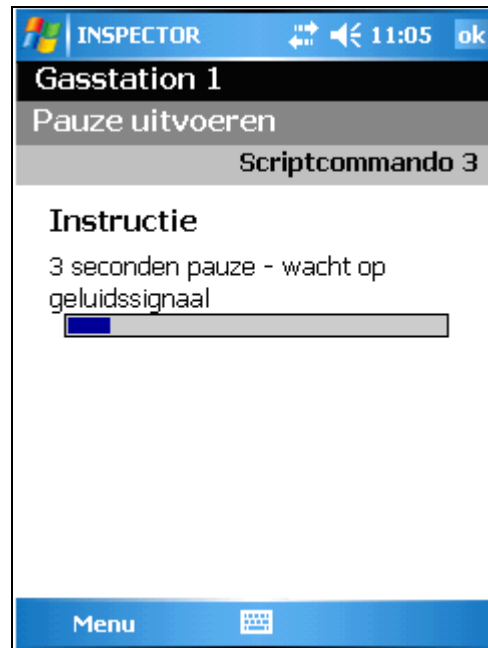 INSPECTOR 11:05 ok
Gasstation 1
Pauze uitvoeren
Scriptcommando 3
Instructie
3 seconden pauze - wacht op
geluidssignaal
Menu